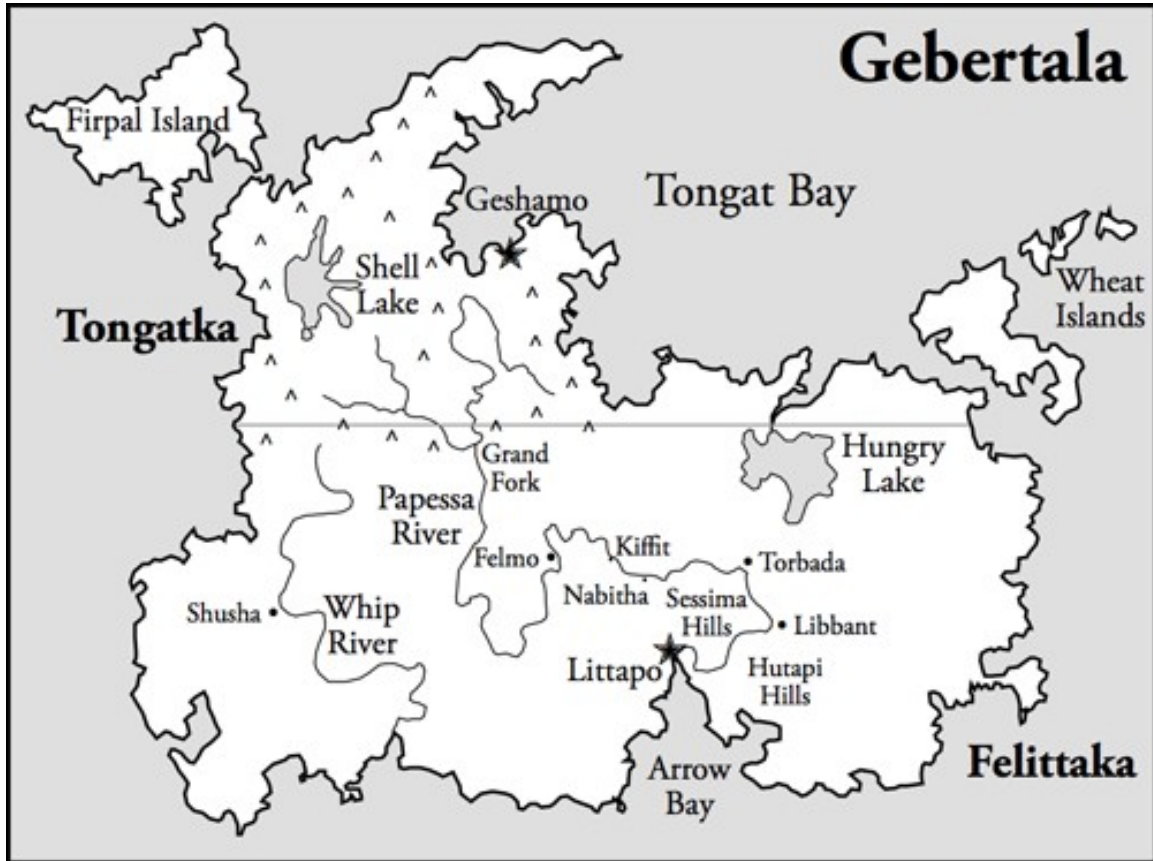 Gebertala
Firpal Island
Tongat Bay
Geshamo
Shell
Lake
Wheat
Islands
Tongatka
Grand
Fork
Hungry
Lake
Papessa
River
Felmo
Kiffit
Torbada
Nabitha
Sessima
Hills
Shusha
Whip
River
Libbant
Littapo
Hutapi
Hills
Arrow
Bay
Felittaka